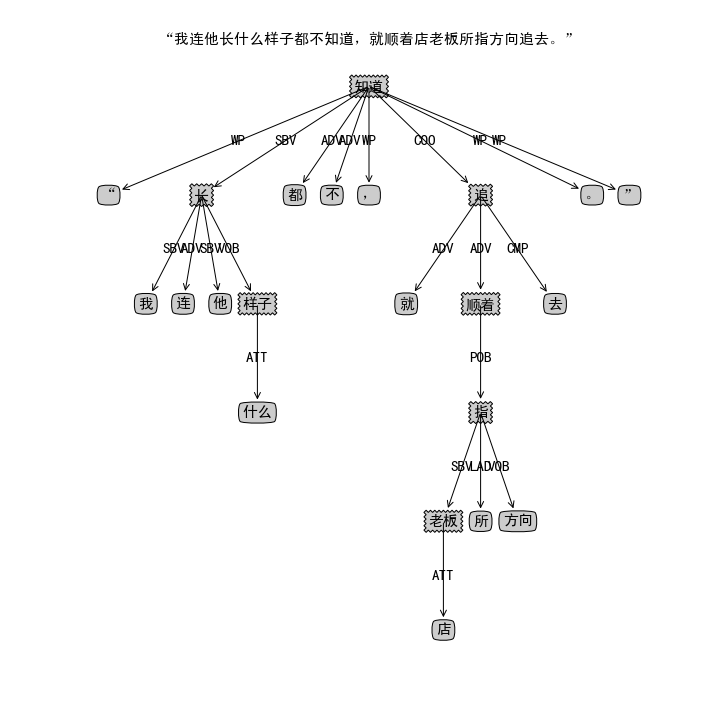 “我连他长什么样子都不知道，就顺着店老板所指方向追去。”
知道
WP SBV ADV ADV WP COO WP WP
“ 长 都 不 ， 追 。 ”
SBV ADV SBV VOB ADV ADV CMP
我 连 他 样子 就 顺着 去
ATT POB
什么 指
SBV LAD VOB
老板 所 方向
ATT
店